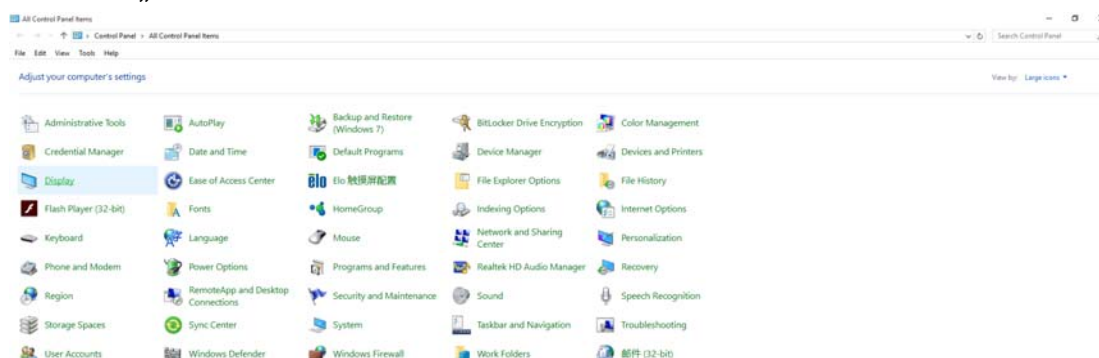 „
All Control Panel Items
Control Panel › All Control Panel Items
Search Control Panel
File Edit View Tools Help
Adjust your computer's settings
View by: Large icons
Administrative Tools
AutoPlay
Backup and Restore
(Windows 7)
BitLocker Drive Encryption
Color Management
Credential Manager
Date and Time
Default Programs
Device Manager
Devices and Printers
Display
Ease of Access Center
elo
Elo 触摸屏配置
File Explorer Options
File History
Flash Player (32-bit)
Fonts
HomeGroup
Indexing Options
Internet Options
Keyboard
Language
Mouse
Network and Sharing
Center
Personalization
Phone and Modem
Power Options
Programs and Features
Realtek HD Audio Manager
Recovery
Region
RemoteApp and Desktop
Connections
Security and Maintenance
Sound
Speech Recognition
Storage Spaces
Sync Center
System
Taskbar and Navigation
Troubleshooting
User Accounts
Windows Defender
Windows Firewall
Work Folders
邮件 (32-bit)